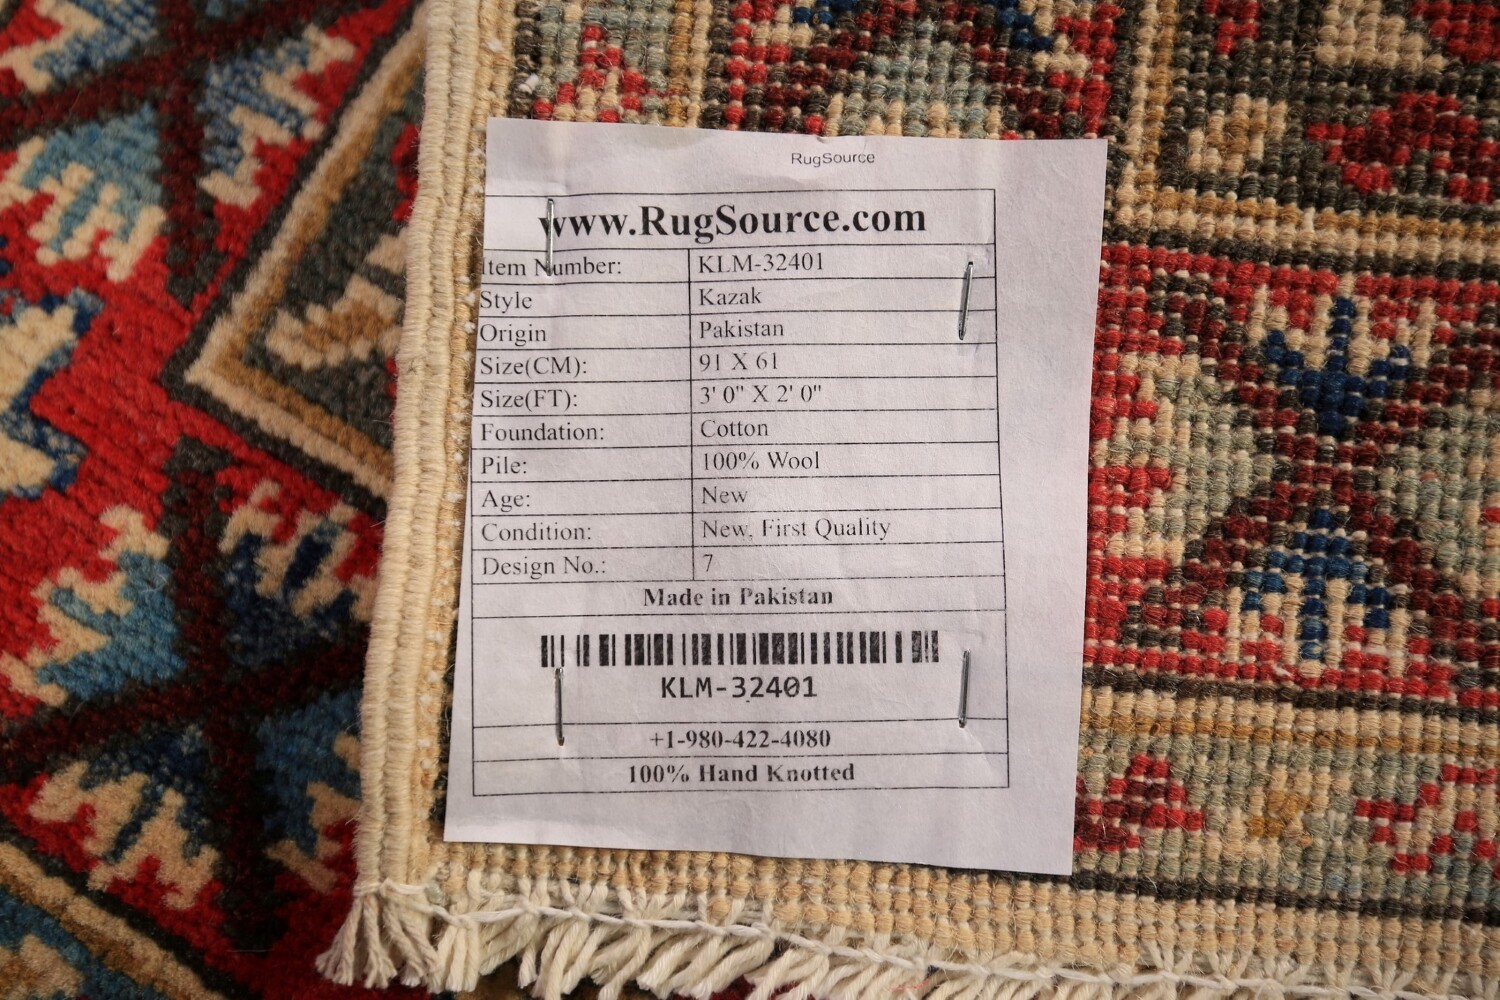 RugSource
www.RugSource.com
Item Number: KLM-32401
Style Kazak
Origin Pakistan
Size(CM): 91 X 61
Size(FT): 3' 0" X 2' 0"
Foundation: Cotton
Pile: 100% Wool
Age: New
Condition: New, First Quality
Design No.: 7
Made in Pakistan
KLM-32401
+1-980-422-4080
100% Hand Knotted